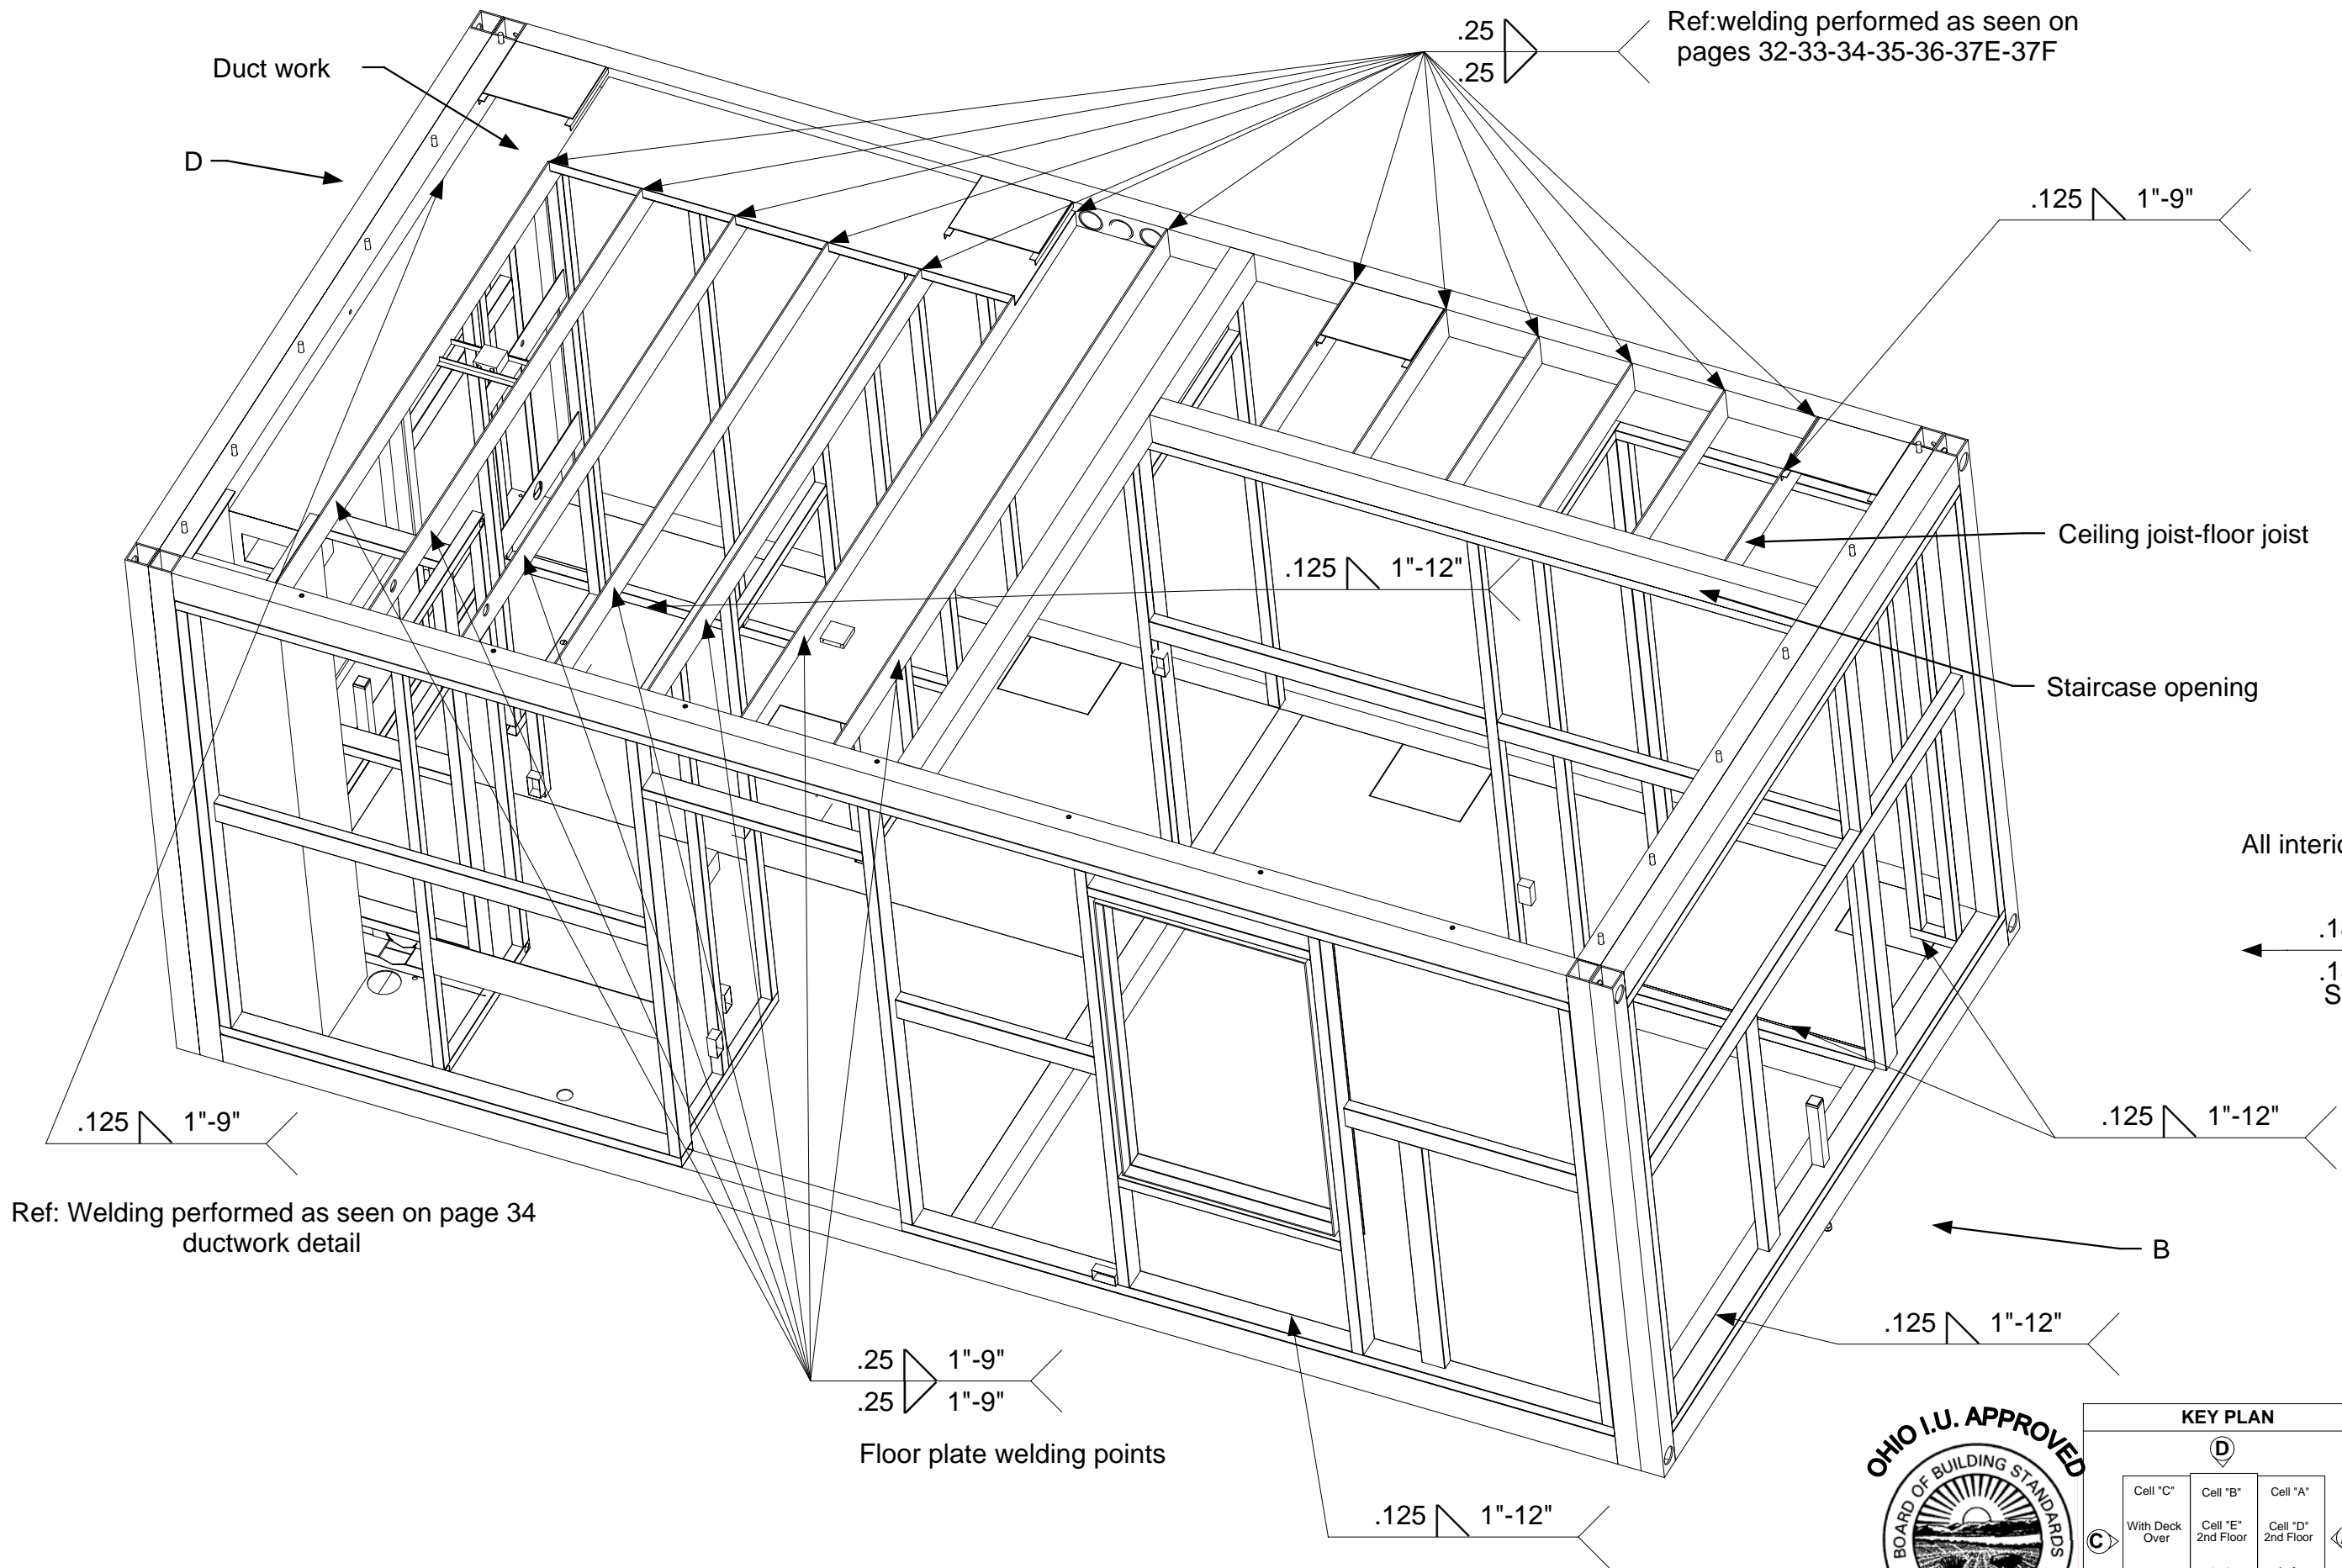 Ref:welding performed as seen on
pages 32-33-34-35-36-37E-37F
.25
.25
Duct work
D
.125 1"-9"
Ceiling joist-floor joist
.125 1"-12"
Staircase opening
All interio
.1
.1
S
.125 1"-9"
.125 1"-12"
Ref: Welding performed as seen on page 34
ductwork detail
B
.125 1"-12"
.25 1"-9"
.25 1"-9"
Floor plate welding points
.125 1"-12"
OHIO I.U. APPROVED
BOARD OF BUILDING STANDARDS
KEY PLAN
D
Cell "C" Cell "B" Cell "A"
With Deck Cell "E" Cell "D"
Over 2nd Floor 2nd Floor
C